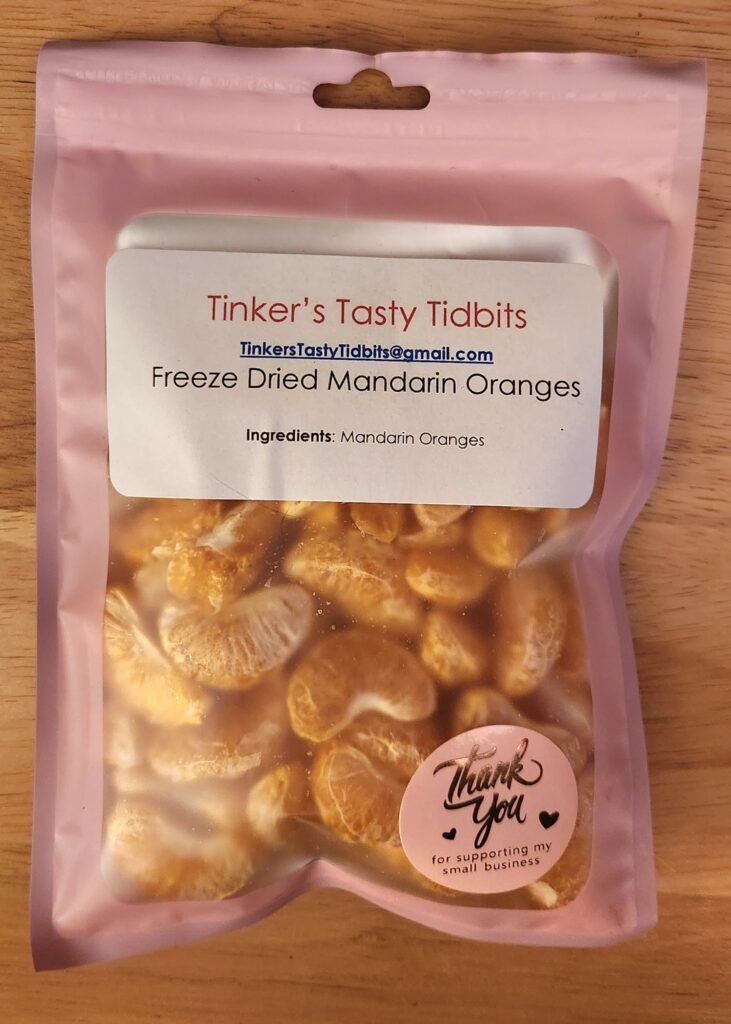 Tinker's Tasty Tidbits
TinkersTastyTidbits@gmail.com
Freeze Dried Mandarin Oranges
Ingredients: Mandarin Oranges
Thank
You
for supporting my
small business